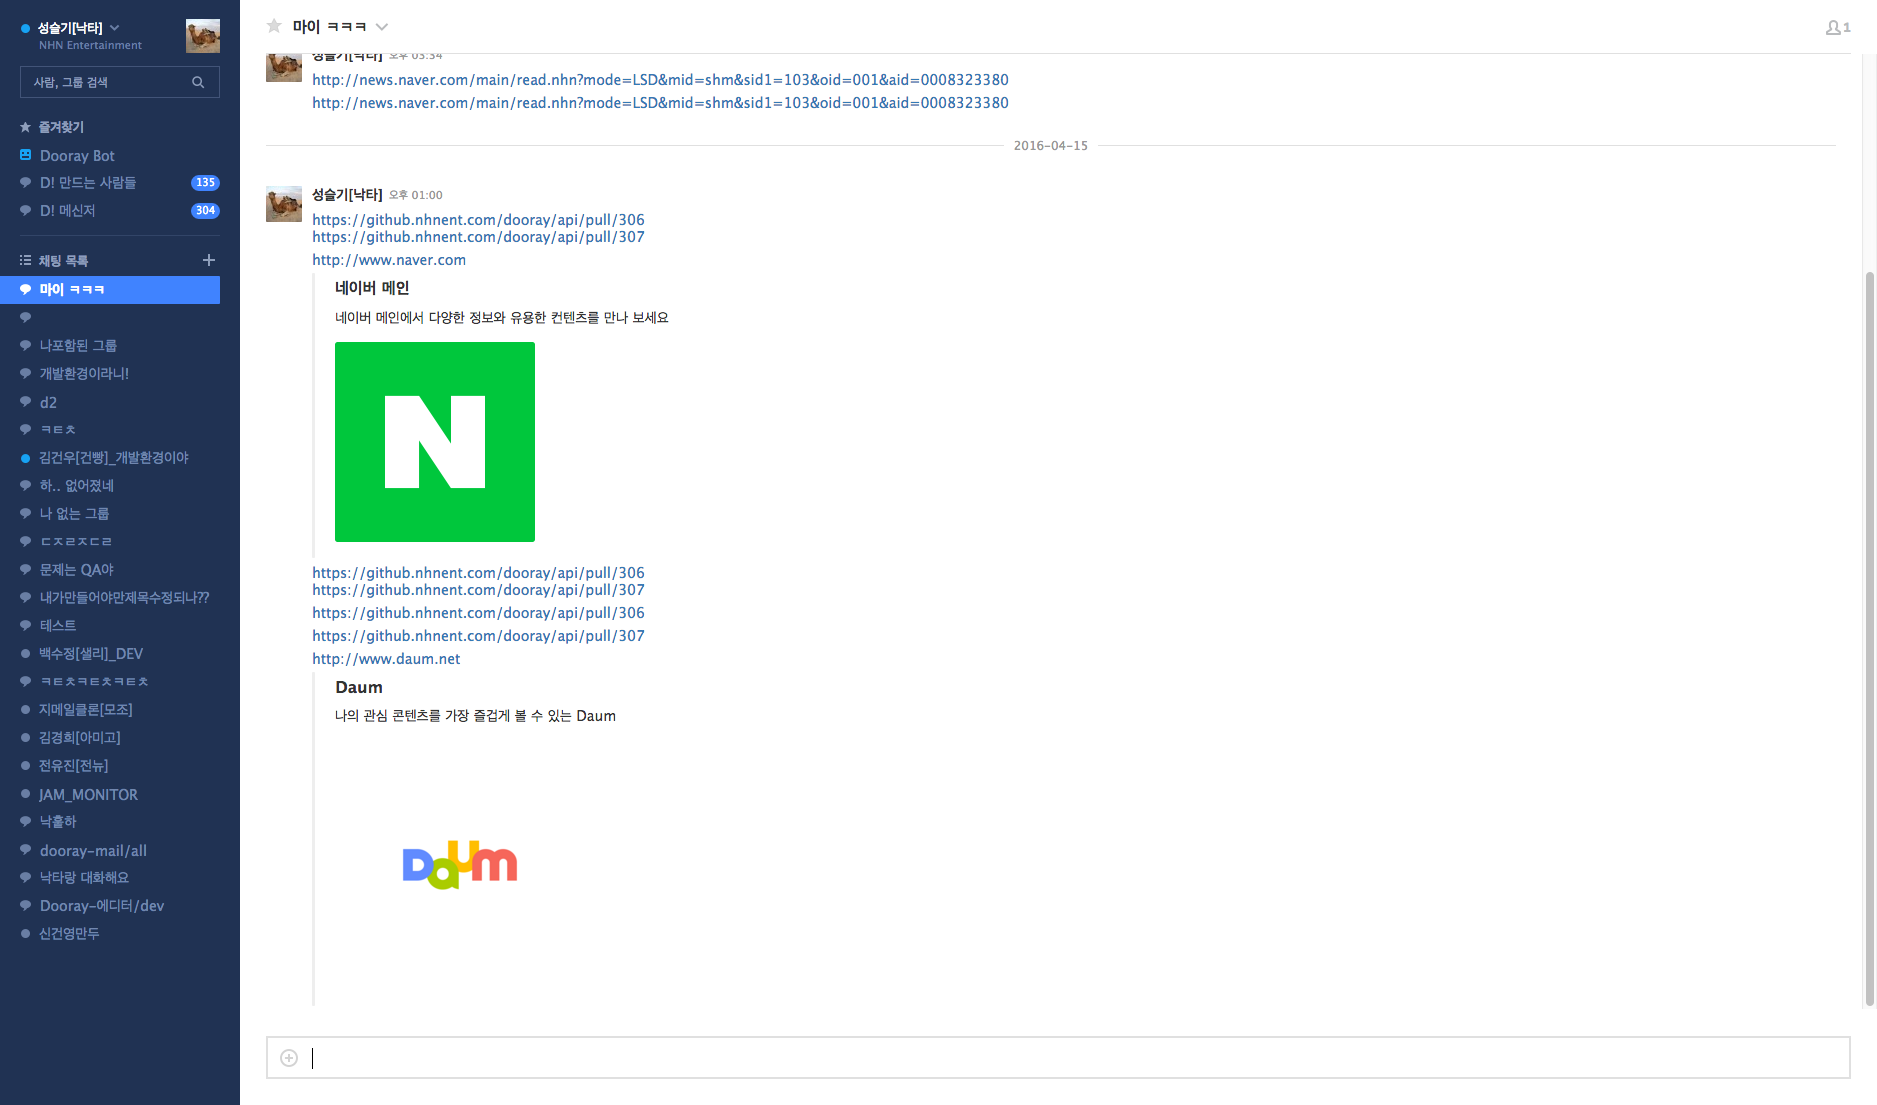 성슬기[낙타]
NHN Entertainment
사람, 그룹 검색
즐겨찾기
Dooray Bot
D! 만드는 사람들 135
D! 메신저 304
채팅 목록
마이 ㅋㅋㅋ
나포함된 그룹
개발환경이라니!
d2
ㅋㅌㅊ
김건우[건빵]_개발환경이야
하.. 없어졌네
나 없는 그룹
ㄷㅈㄹㅈㄷㄹ
문제는 QA야
내가만들어야만제목수정되나??
테스트
백수정[샐리]_DEV
ㅋㅌㅊㅋㅌㅊㅋㅌㅊ
지메일클론[모조]
김경희[아미고]
전유진[전뉴]
JAM_MONITOR
낙홀하
dooray-mail/all
낙타랑 대화해요
Dooray-에디터/dev
신건영만두
마이 ㅋㅋㅋ
1
성슬기[낙타] 오후 03:54
http://news.naver.com/main/read.nhn?mode=LSD&mid=shm&sid1=103&oid=001&aid=0008323380
http://news.naver.com/main/read.nhn?mode=LSD&mid=shm&sid1=103&oid=001&aid=0008323380
2016-04-15
성슬기[낙타] 오후 01:00
https://github.nhnent.com/dooray/api/pull/306
https://github.nhnent.com/dooray/api/pull/307
http://www.naver.com
네이버 메인
네이버 메인에서 다양한 정보와 유용한 컨텐츠를 만나 보세요
N
https://github.nhnent.com/dooray/api/pull/306
https://github.nhnent.com/dooray/api/pull/307
https://github.nhnent.com/dooray/api/pull/306
https://github.nhnent.com/dooray/api/pull/307
http://www.daum.net
Daum
나의 관심 콘텐츠를 가장 즐겁게 볼 수 있는 Daum
Daum